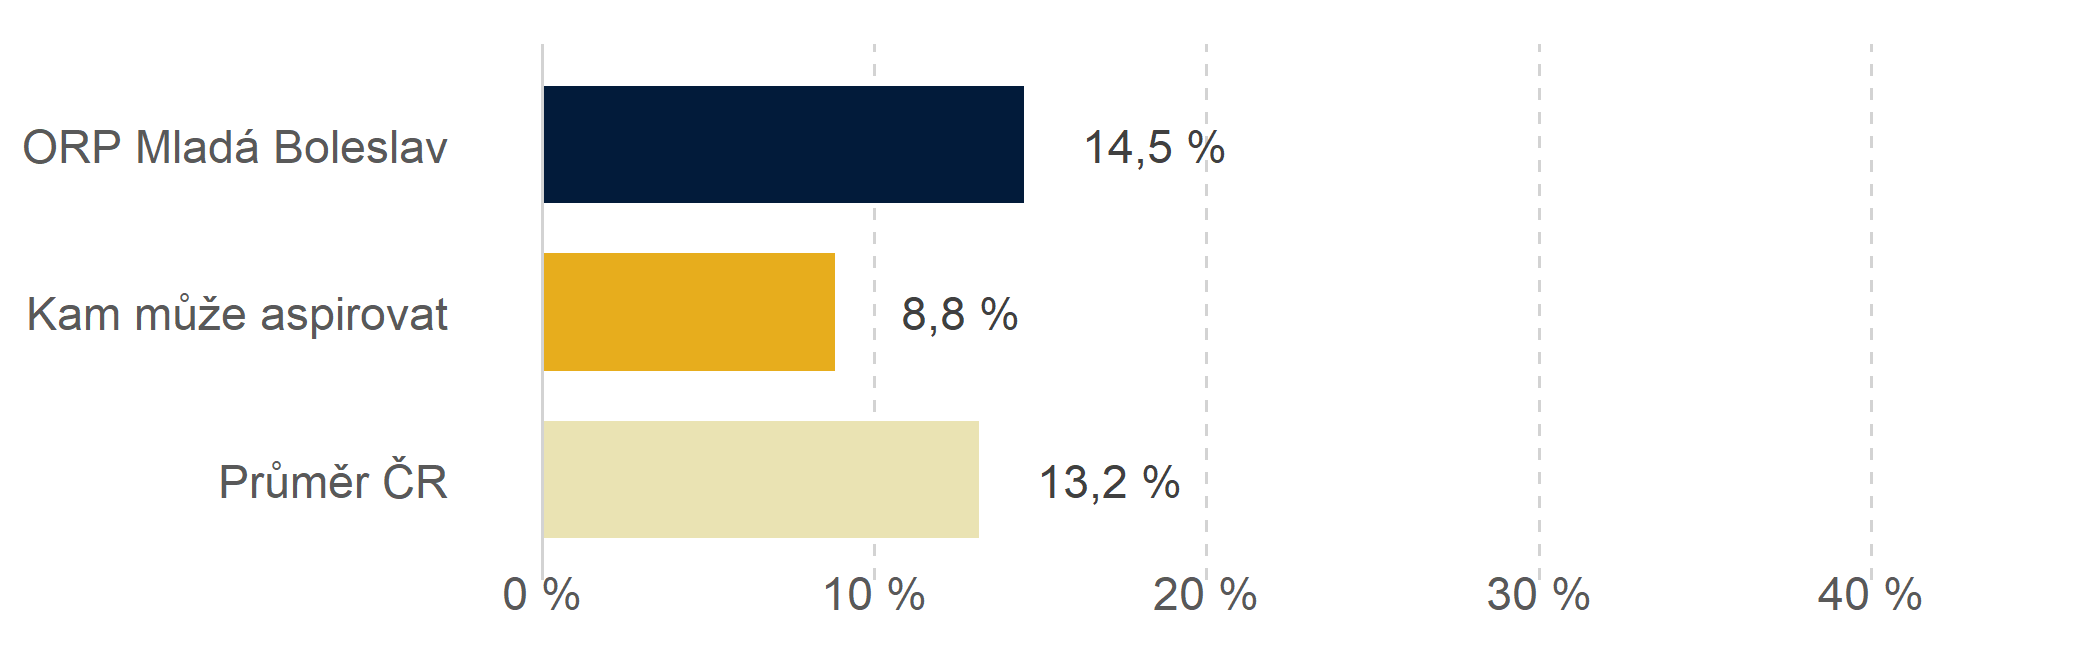 ORP Mladá Boleslav
14,5 %
Kam může aspirovat
8,8 %
Průměr ČR
13,2 %
0 %
10 %
20 %
30 %
40 %